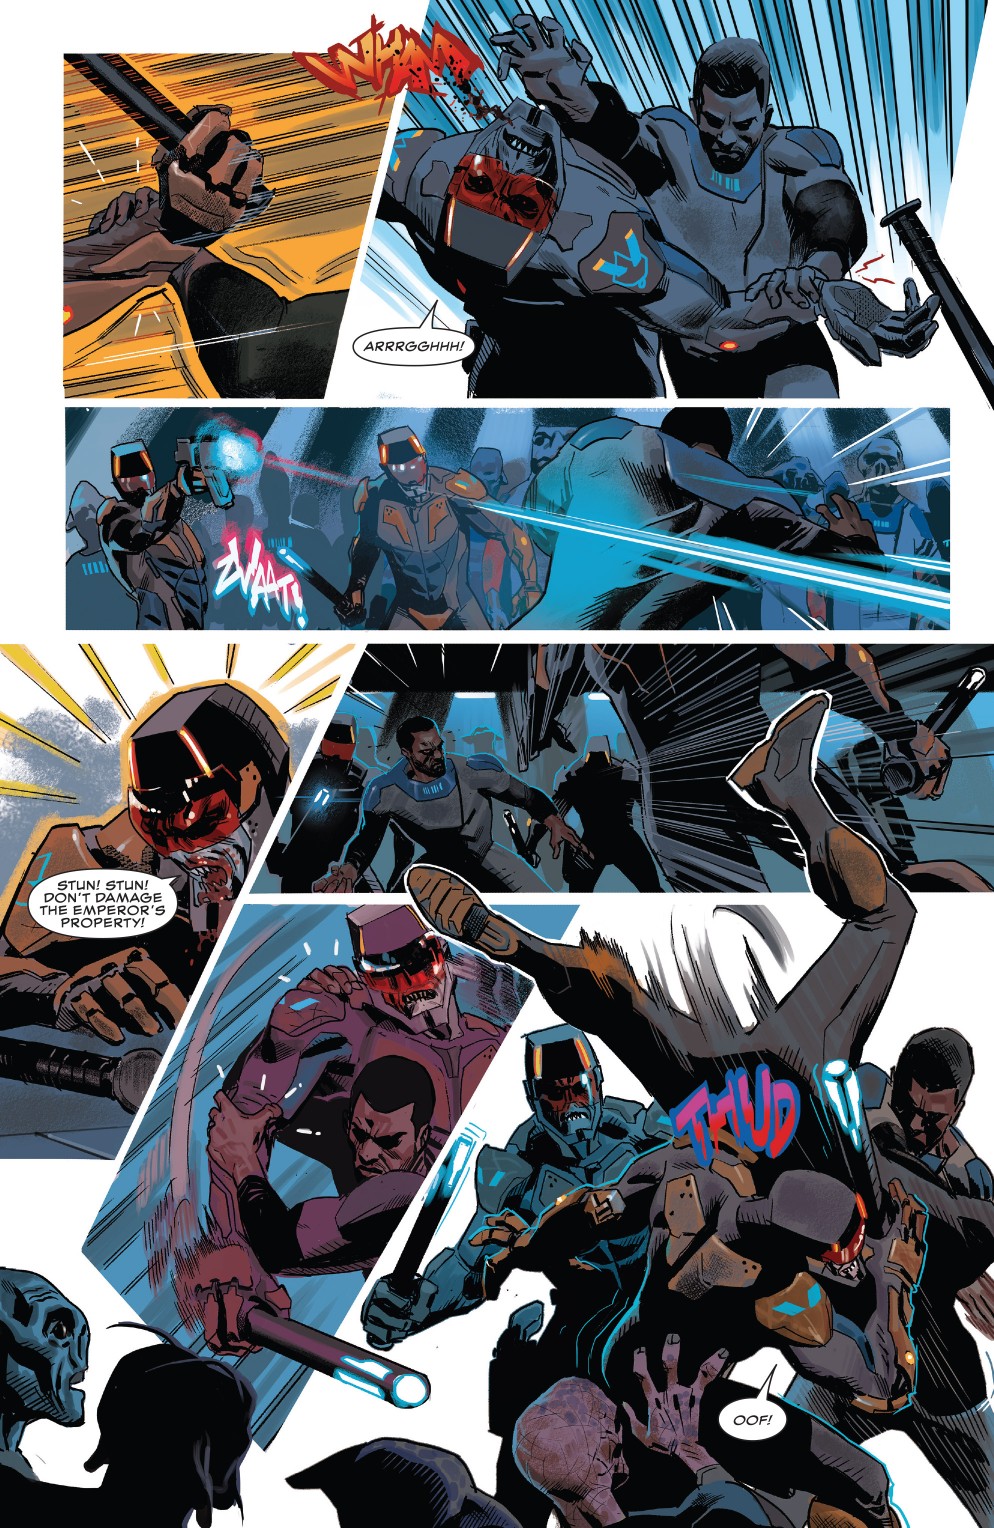 WHAM
ARRRGGHHH!
ZVAAT!
STUN! STUN!
DON'T DAMAGE
THE EMPEROR'S
PROPERTY!
THUD
OOF!